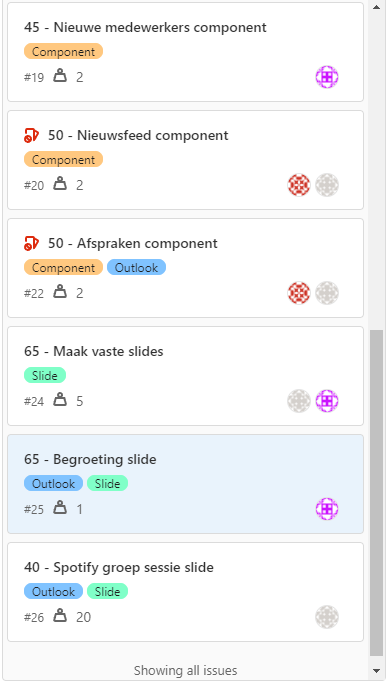 45 - Nieuwe medewerkers component
Component
#19 2
50 - Nieuwsfeed component
Component
#20 2
50 - Afspraken component
Component Outlook
#22 2
65 - Maak vaste slides
Slide
#24 5
65 - Begroeting slide
Outlook Slide
#25 1
40 - Spotify groep sessie slide
Outlook Slide
#26 20
Showing all issues